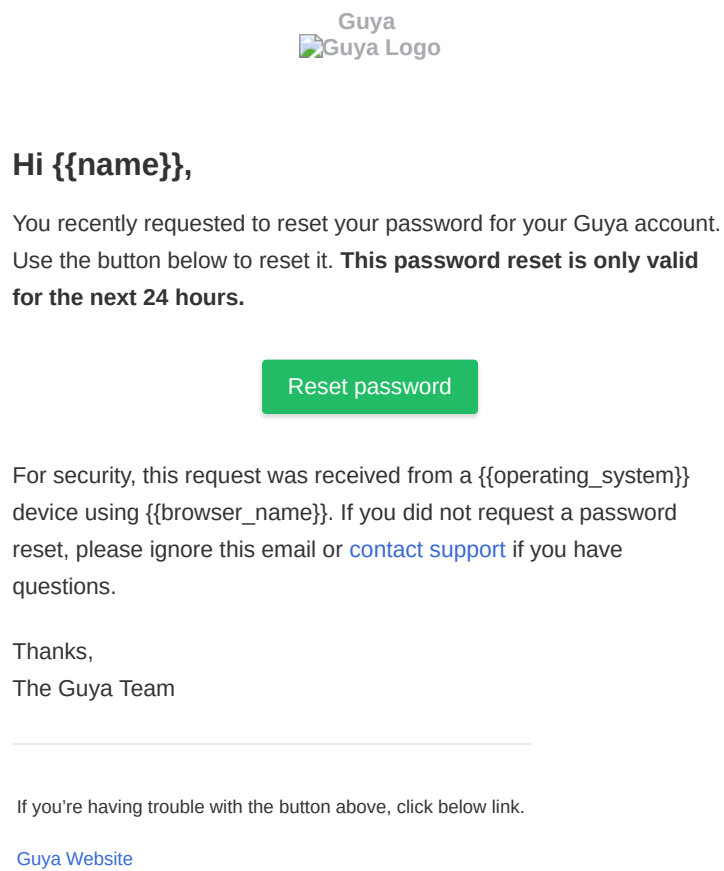 Guya
Guya Logo
Hi {{name}},
You recently requested to reset your password for your Guya account.
Use the button below to reset it. This password reset is only valid
for the next 24 hours.
Reset password
For security, this request was received from a {{operating_system}}
device using {{browser_name}}. If you did not request a password
reset, please ignore this email or contact support if you have
questions.
Thanks,
The Guya Team
If you’re having trouble with the button above, click below link.
Guya Website